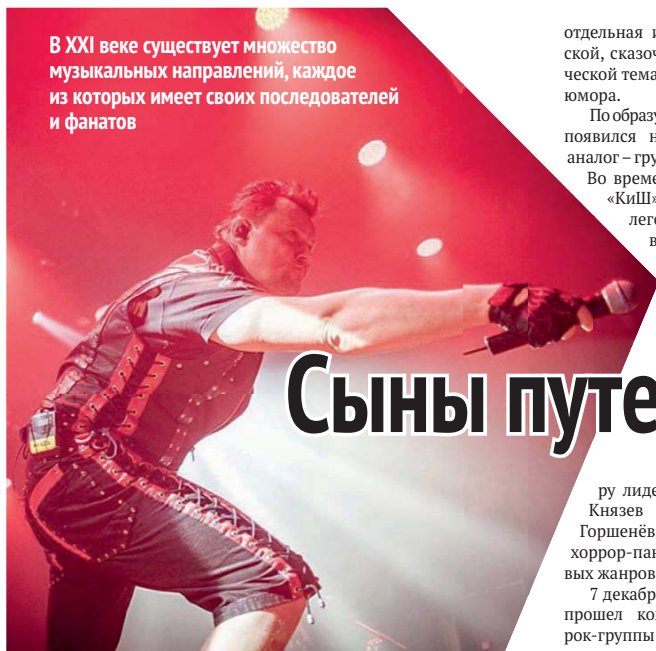 В XXI веке существует множество
музыкальных направлений, каждое
из которых имеет своих последователей
и фанатов
отдельная и
ской, сказоч
ческой тема
юмора.
По образу
появился н
аналог – гру
Во време
«КиШ»
леге
в
Сыны путе
ру лиде
Князев
Горшенёв
хоррор-пан
вых жанров
7 декабр
прошел ко
рок-группы